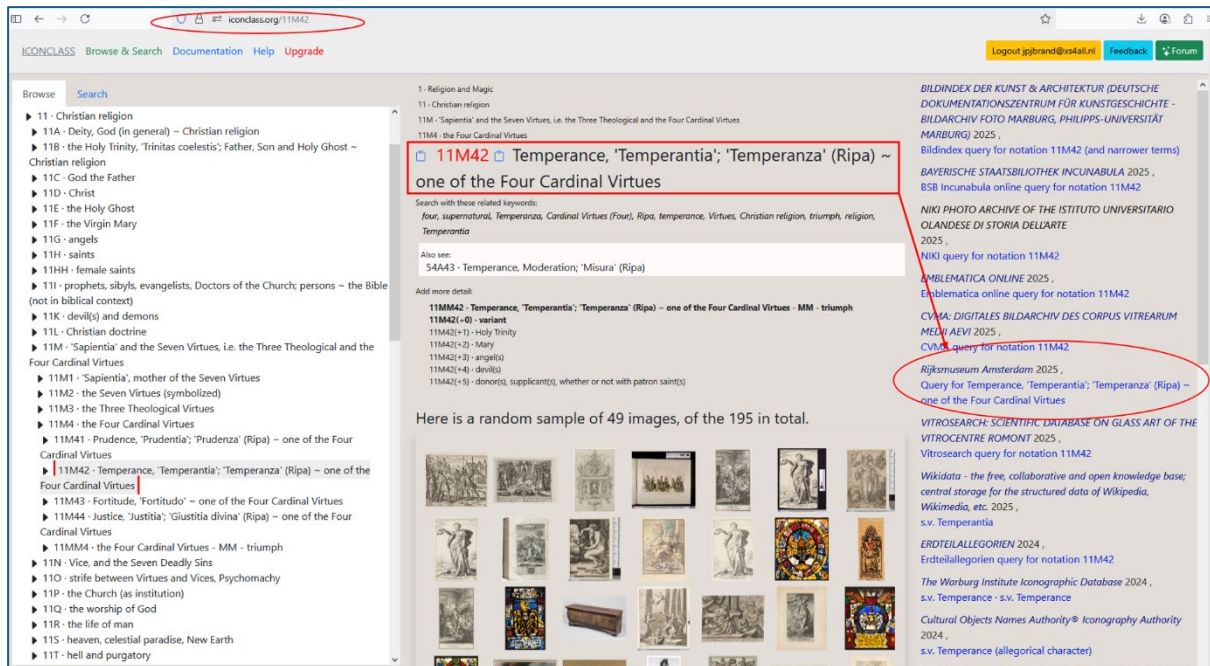 iconclass.org/11M42
ICONCLASS Browse & Search Documentation Help Upgrade
Logout jpjbrand@xs4all.nl Feedback Forum
Browse Search
11 · Christian religion
11A · Deity, God (in general) ~ Christian religion
11B · the Holy Trinity, 'Trinitas coelestis'; Father, Son and Holy Ghost ~
Christian religion
11C · God the Father
11D · Christ
11E · the Holy Ghost
11F · the Virgin Mary
11G · angels
11H · saints
11HH · female saints
11I · prophets, sibyls, evangelists, Doctors of the Church; persons ~ the Bible
(not in biblical context)
11K · devil(s) and demons
11L · Christian doctrine
11M · 'Sapientia' and the Seven Virtues, i.e. the Three Theological and the
Four Cardinal Virtues
11M1 · 'Sapientia', mother of the Seven Virtues
11M2 · the Seven Virtues (symbolized)
11M3 · the Three Theological Virtues
11M4 · the Four Cardinal Virtues
11M41 · Prudence, 'Prudentia'; 'Prudenza' (Ripa) ~ one of the Four
Cardinal Virtues
11M42 · Temperance, 'Temperantia'; 'Temperanza' (Ripa) ~ one of the
Four Cardinal Virtues
11M43 · Fortitude, 'Fortitudo' ~ one of the Four Cardinal Virtues
11M44 · Justice, 'Justitia'; 'Giustitia divina' (Ripa) ~ one of the Four
Cardinal Virtues
11MM4 · the Four Cardinal Virtues - MM - triumph
11N · Vice, and the Seven Deadly Sins
11O · strife between Virtues and Vices, Psychomachy
11P · the Church (as institution)
11Q · the worship of God
11R · the life of man
11S · heaven, celestial paradise, New Earth
11T · hell and purgatory
1 · Religion and Magic
11 · Christian religion
11M · 'Sapientia' and the Seven Virtues, i.e. the Three Theological and the Four Cardinal Virtues
11M4 · the Four Cardinal Virtues
11M42 Temperance, 'Temperantia'; 'Temperanza' (Ripa) ~
one of the Four Cardinal Virtues
Search with these related keywords:
four, supernatural, Temperanza, Cardinal Virtues (Four), Ripa, temperance, Virtues, Christian religion, triumph, religion,
Temperantia
Also see:
54A43 · Temperance, Moderation; 'Misura' (Ripa)
Add more detail:
11MM42 · Temperance, 'Temperantia'; 'Temperanza' (Ripa) ~ one of the Four Cardinal Virtues - MM - triumph
11M42(+0) · variant
11M42(+1) · Holy Trinity
11M42(+2) · Mary
11M42(+3) · angel(s)
11M42(+4) · devil(s)
11M42(+5) · donor(s), supplicant(s), whether or not with patron saint(s)
Here is a random sample of 49 images, of the 195 in total.
BILDINDEX DER KUNST & ARCHITEKTUR (DEUTSCHE
DOKUMENTATIONSZENTRUM FÜR KUNSTGESCHICHTE -
BILDARCHIV FOTO MARBURG, PHILIPPS-UNIVERSITÄT
MARBURG) 2025 ,
Bildindex query for notation 11M42 (and narrower terms)
BAYERISCHE STAATSBILIOTHEK INCUNABULA 2025 ,
BSB Incunabula online query for notation 11M42
NIKI PHOTO ARCHIVE OF THE ISTITUTO UNIVERSITARIO
OLANDESE DI STORIA DELL'ARTE
2025 ,
NIKI query for notation 11M42
EMBLEMATICA ONLINE 2025 ,
Emblematica online query for notation 11M42
CVMA: DIGITALES BILDARCHIV DES CORPUS VITREARUM
MEDII AEVI 2025 ,
CVMA query for notation 11M42
Rijksmuseum Amsterdam 2025 ,
Query for Temperance, 'Temperantia'; 'Temperanza' (Ripa) ~
one of the Four Cardinal Virtues
VITROSEARCH: SCIENTIFIC DATABASE ON GLASS ART OF THE
VITROCENTRE ROMONT 2025 ,
Vitrosearch query for notation 11M42
Wikidata - the free, collaborative and open knowledge base;
central storage for the structured data of Wikipedia,
Wikimedia, etc. 2025 ,
s.v. Temperantia
ERDTEILALLEGORIEN 2024 ,
Erdteilallegorien query for notation 11M42
The Warburg Institute Iconographic Database 2024 ,
s.v. Temperance · s.v. Temperance
Cultural Objects Names Authority® Iconography Authority
2024 ,
s.v. Temperance (allegorical character)